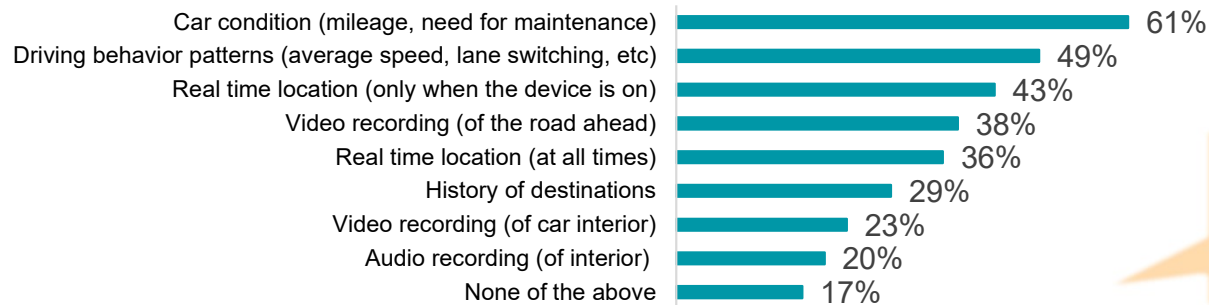 Car condition (mileage, need for maintenance) 61%
Driving behavior patterns (average speed, lane switching, etc) 49%
Real time location (only when the device is on) 43%
Video recording (of the road ahead) 38%
Real time location (at all times) 36%
History of destinations 29%
Video recording (of car interior) 23%
Audio recording (of interior) 20%
None of the above 17%